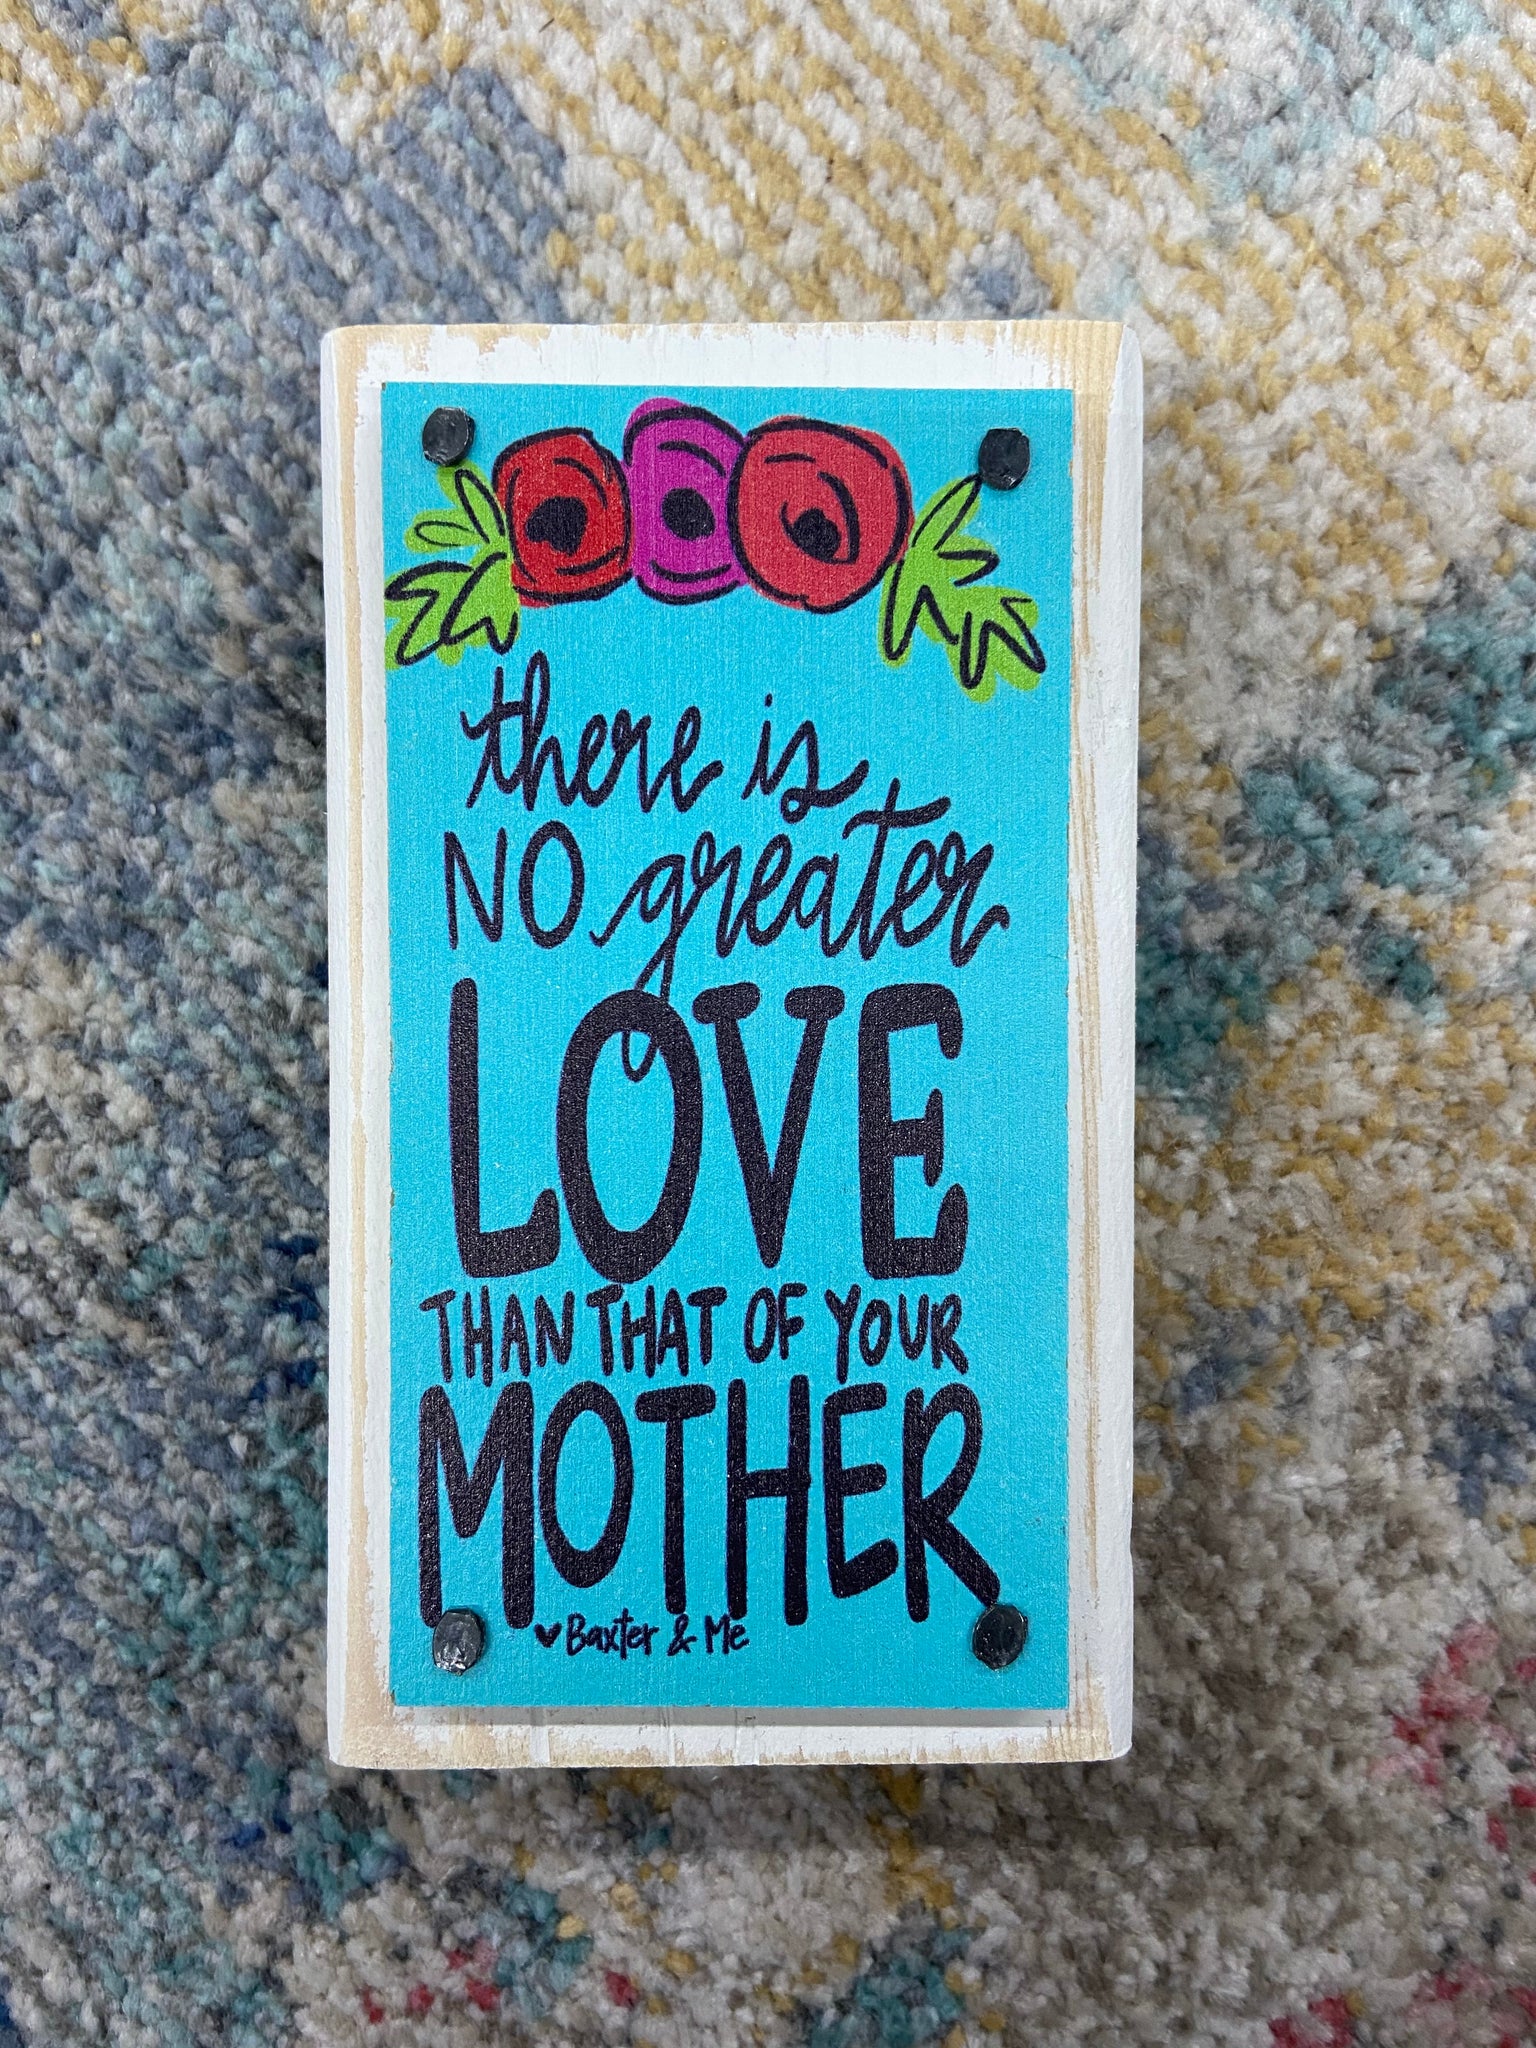 there is
NO greater
LOVE
THAN THAT OF YOUR
MOTHER
♥ Baxter & Me